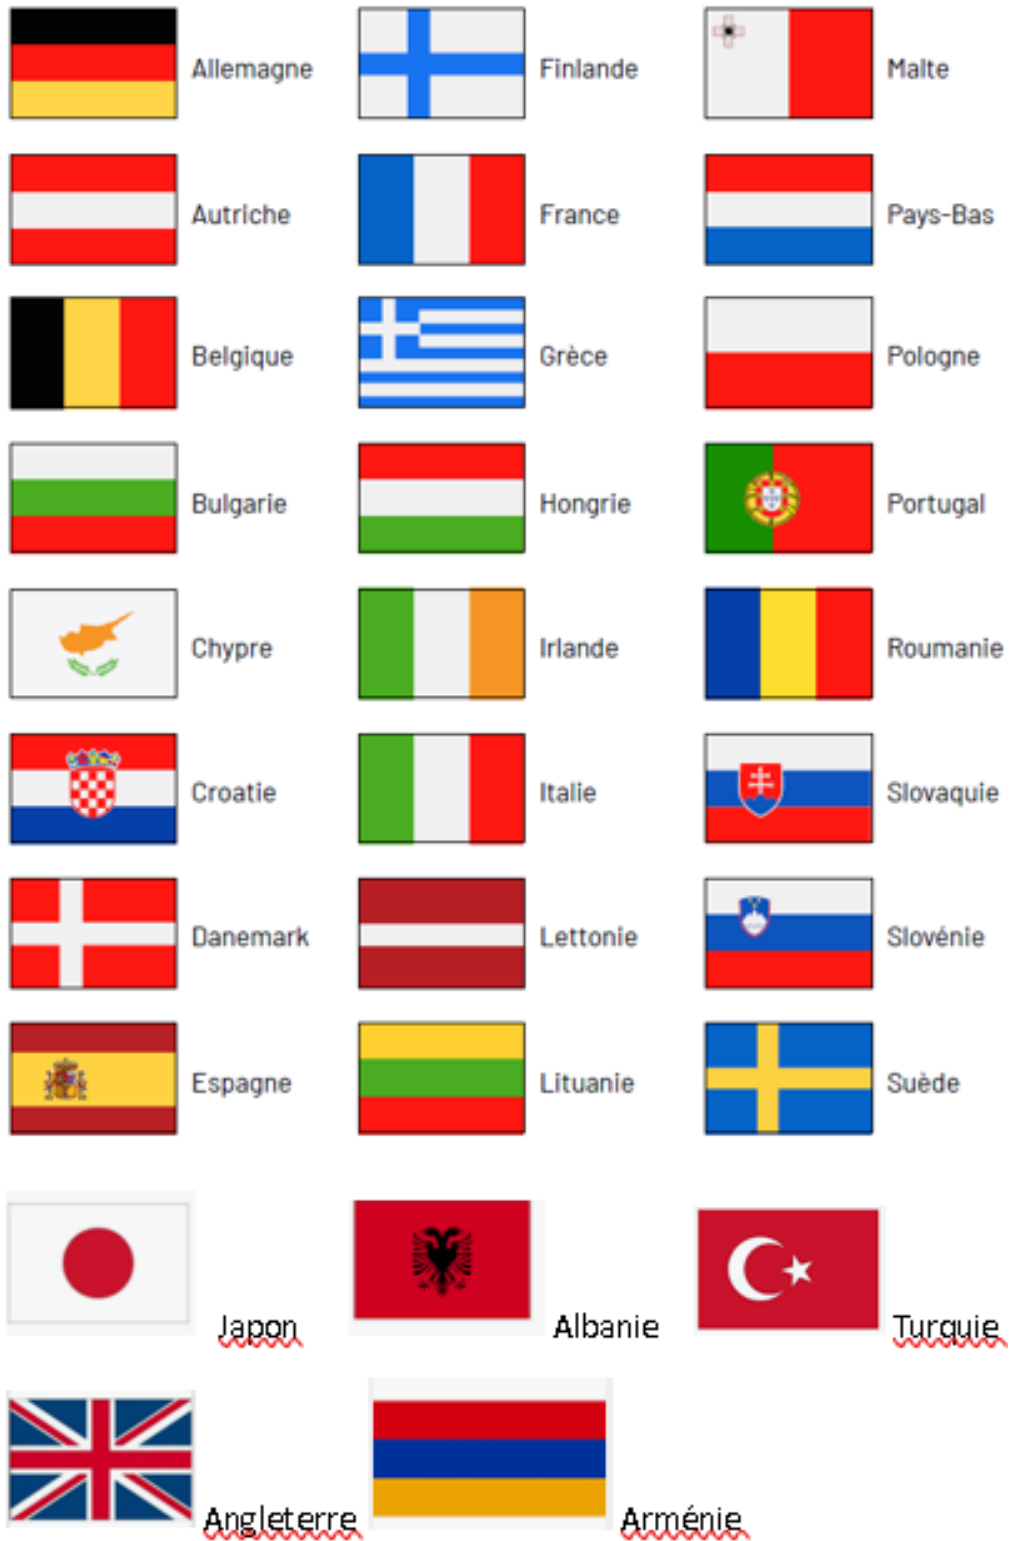 Allemagne Finlande Malte
Autriche France Pays-Bas
Belgique Grèce Pologne
Bulgarie Hongrie Portugal
Chypre Irlande Roumanie
Croatie Italie Slovaquie
Danemark Lettonie Slovénie
Espagne Lituanie Suède
Japon Albanie Turquie
Angleterre Arménie